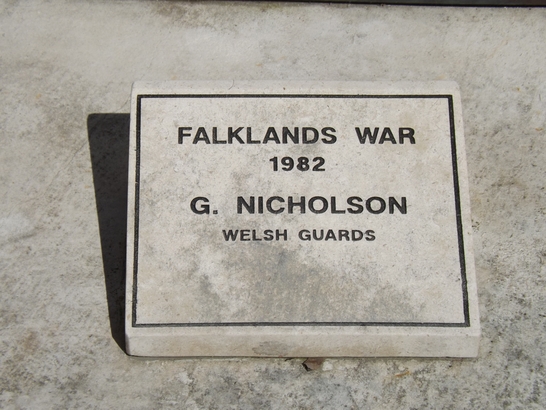 FALKLANDS WAR
1982
G. NICHOLSON
WELSH GUARDS